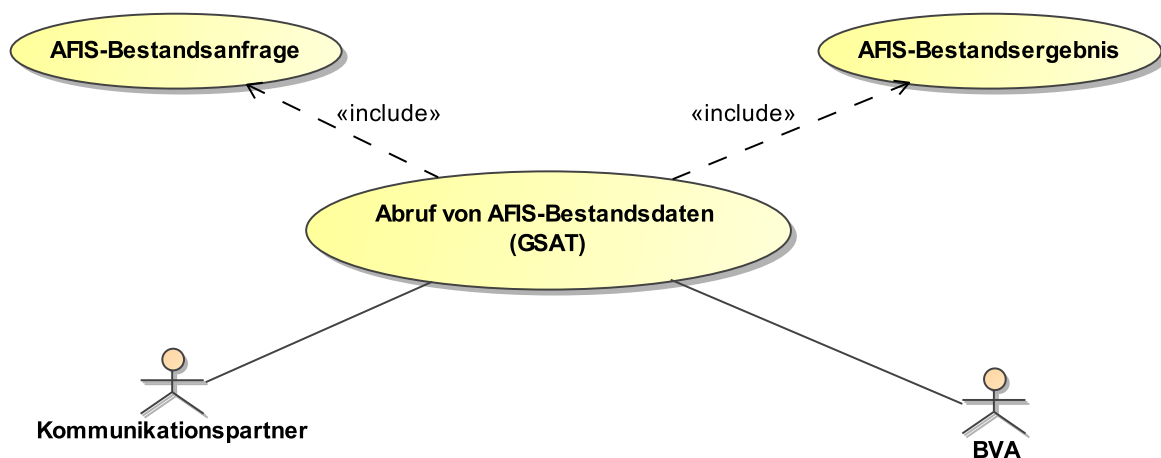 AFIS-Bestandsanfrage
AFIS-Bestandsergebnis
«include»
«include»
Abruf von AFIS-Bestandsdaten
(GSAT)
Kommunikationspartner
BVA